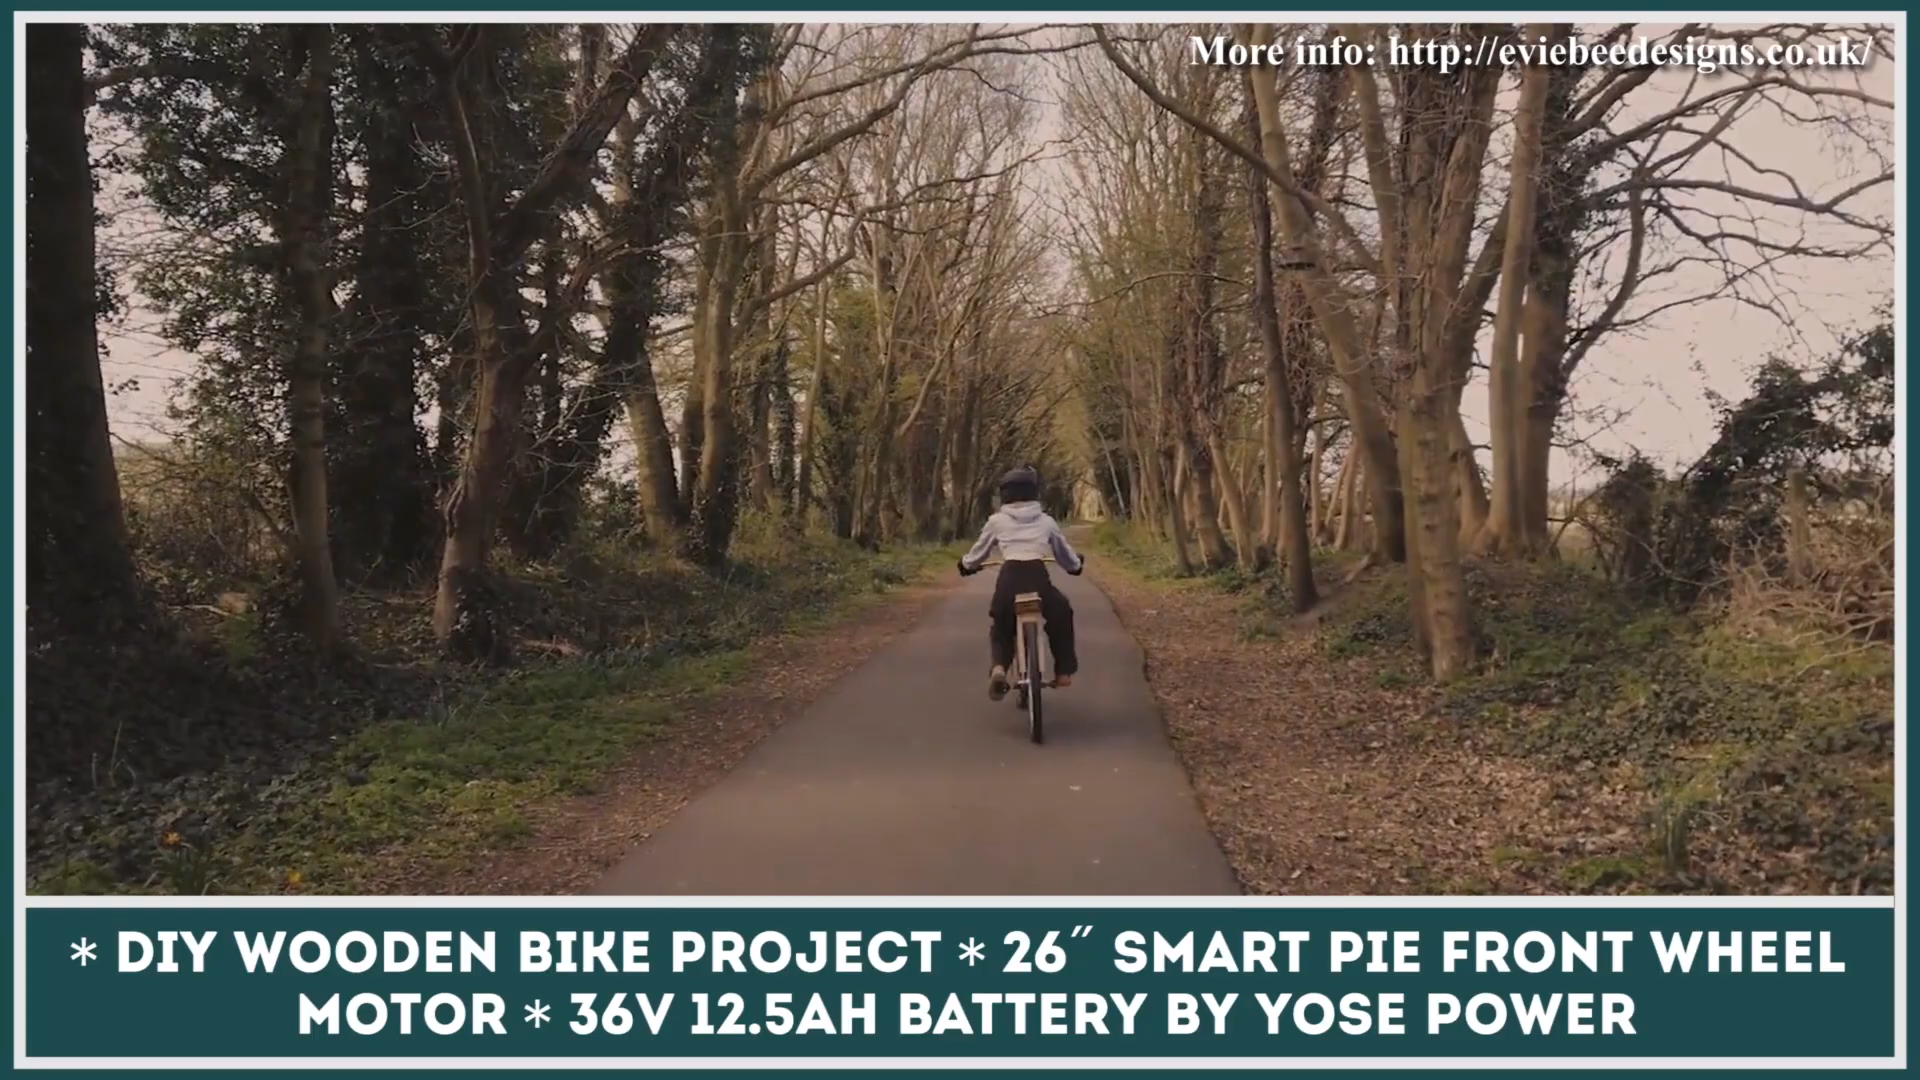 More info: http://eviebeedesigns.co.uk/
* DIY WOODEN BIKE PROJECT * 26″ SMART PIE FRONT WHEEL
MOTOR * 36V 12.5AH BATTERY BY YOSE POWER